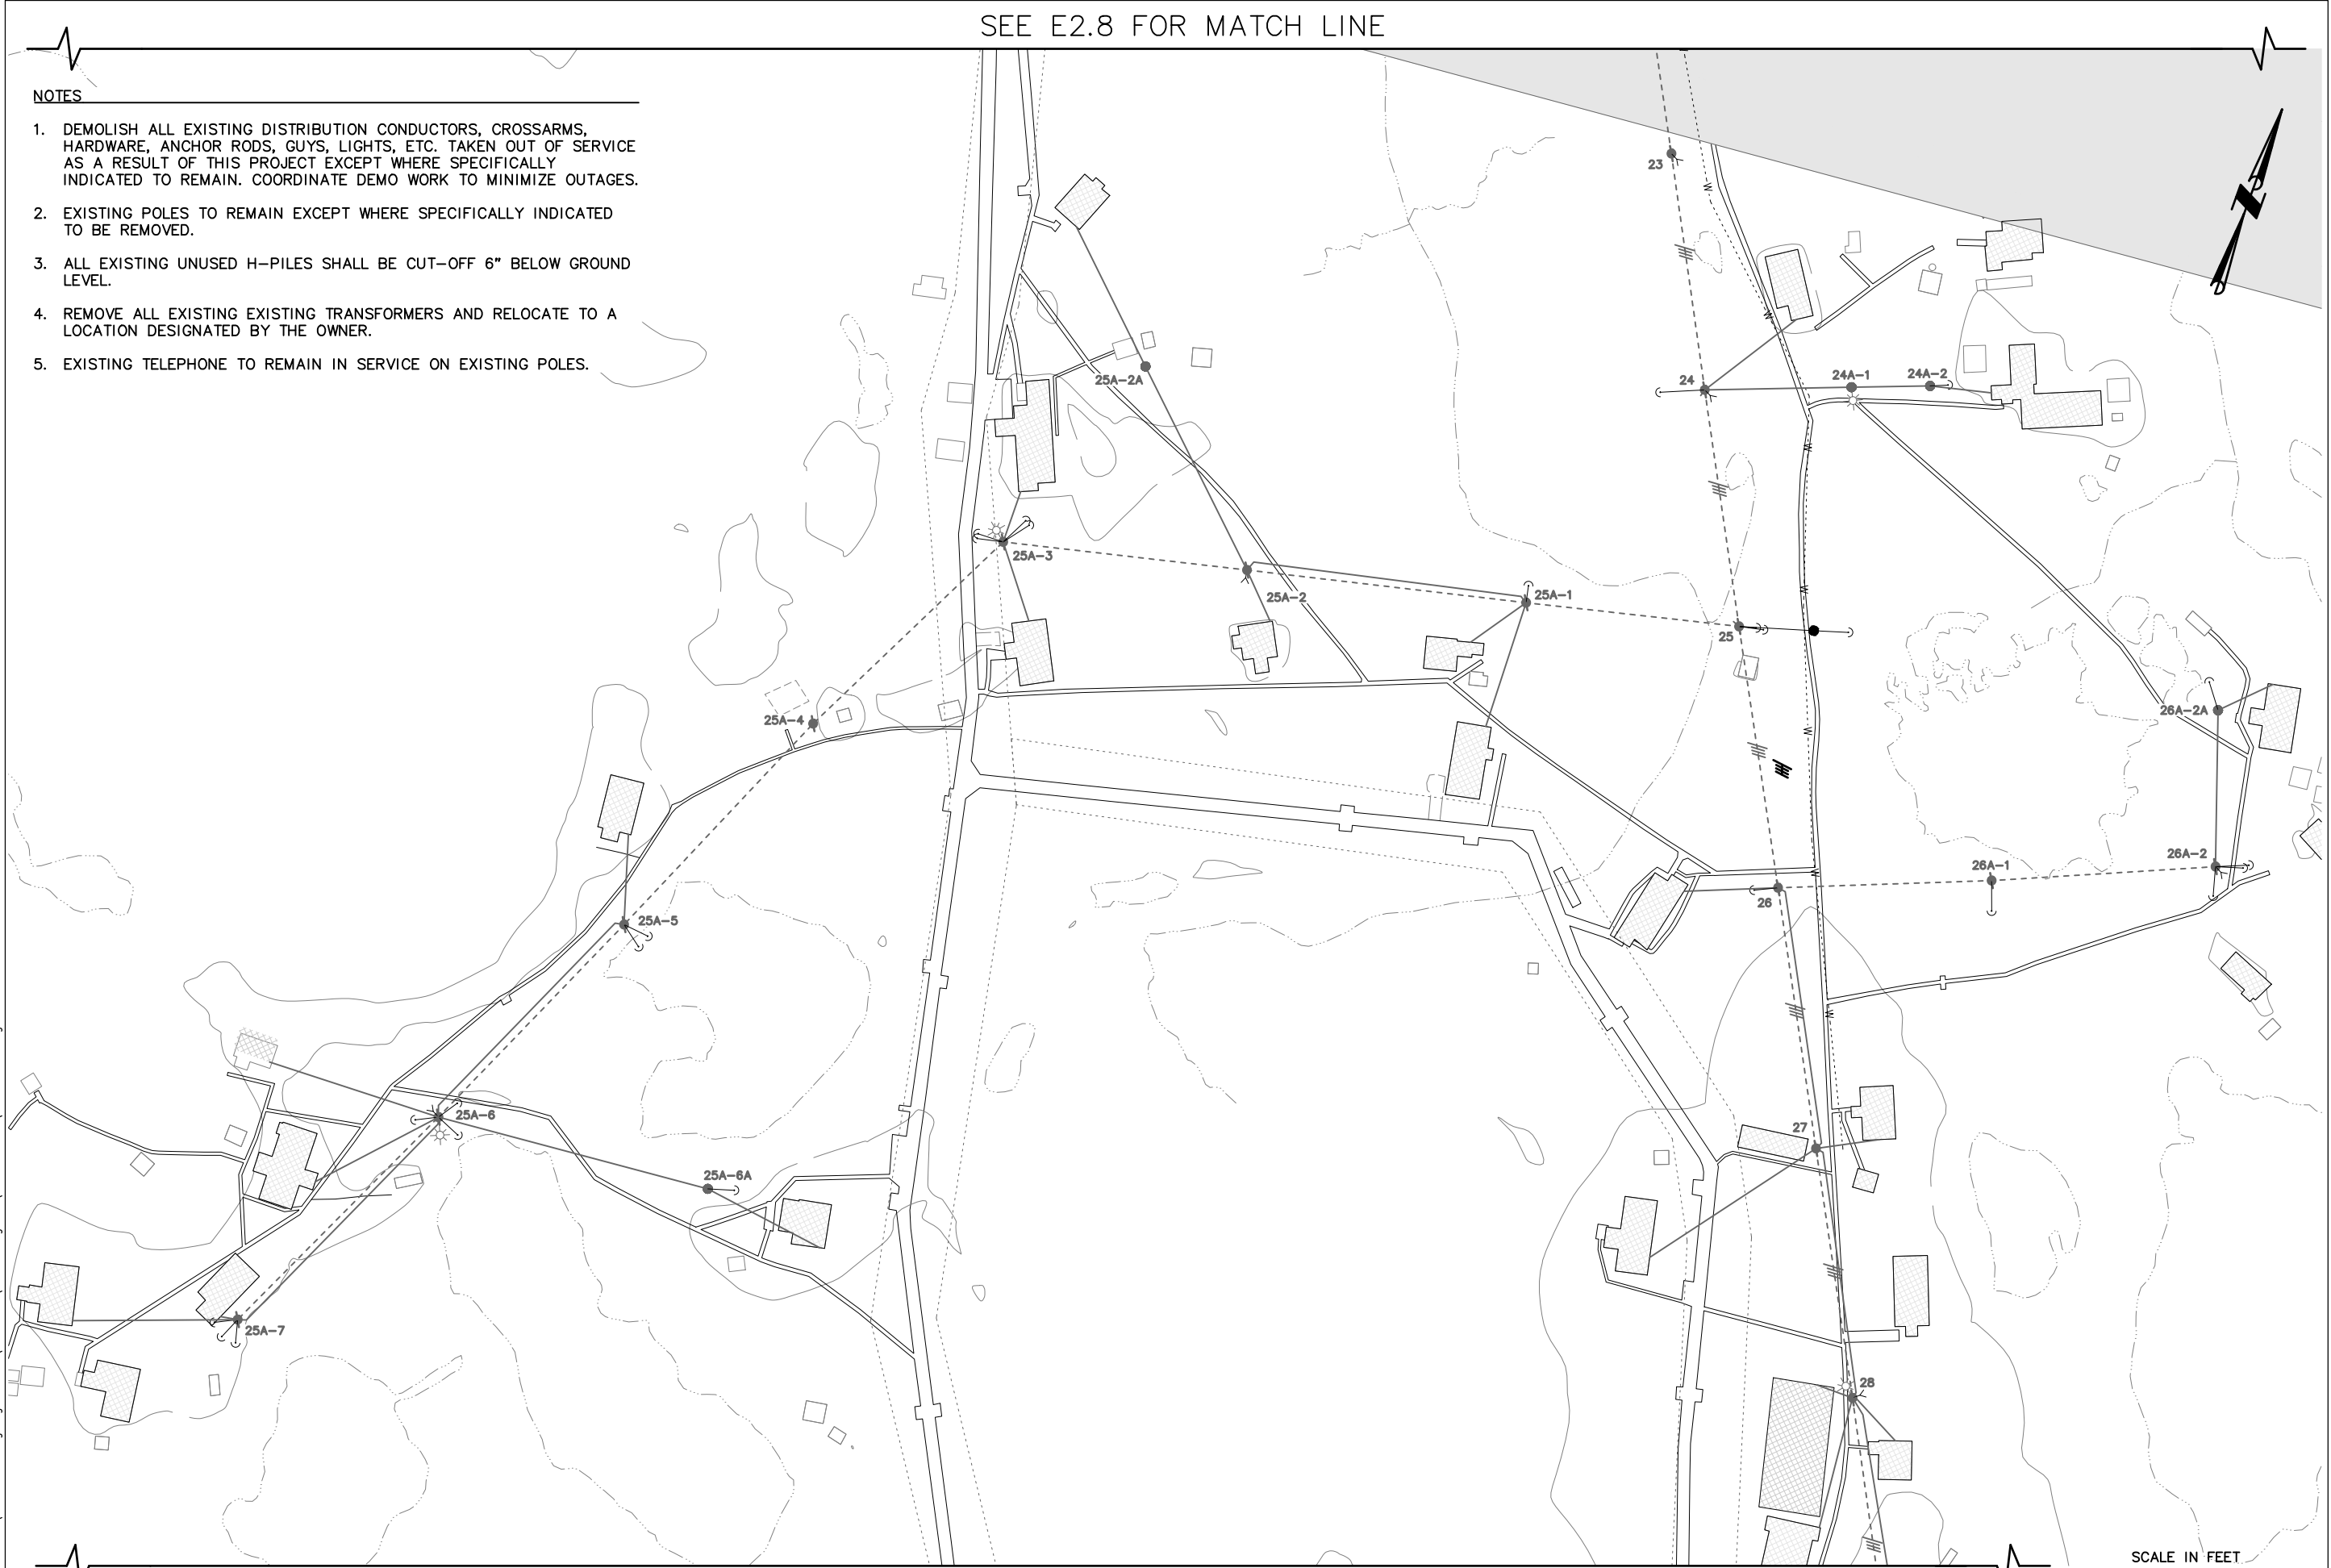 SEE E2.8 FOR MATCH LINE
NOTES
1. DEMOLISH ALL EXISTING DISTRIBUTION CONDUCTORS, CROSSARMS,
HARDWARE, ANCHOR RODS, GUYS, LIGHTS, ETC. TAKEN OUT OF SERVICE
AS A RESULT OF THIS PROJECT EXCEPT WHERE SPECIFICALLY
INDICATED TO REMAIN. COORDINATE DEMO WORK TO MINIMIZE OUTAGES.
2. EXISTING POLES TO REMAIN EXCEPT WHERE SPECIFICALLY INDICATED
TO BE REMOVED.
3. ALL EXISTING UNUSED H-PILES SHALL BE CUT-OFF 6" BELOW GROUND
LEVEL.
4. REMOVE ALL EXISTING EXISTING TRANSFORMERS AND RELOCATE TO A
LOCATION DESIGNATED BY THE OWNER.
5. EXISTING TELEPHONE TO REMAIN IN SERVICE ON EXISTING POLES.
23
W
N
W
24
24A-1
24A-2
25A-2A
W
25A-3
25A-2
25A-1
W
25
25A-4
26A-2A
W
26A-2
26A-1
W
26
25A-5
W
25A-6
27
25A-6A
25A-7
28
SCALE IN FEET